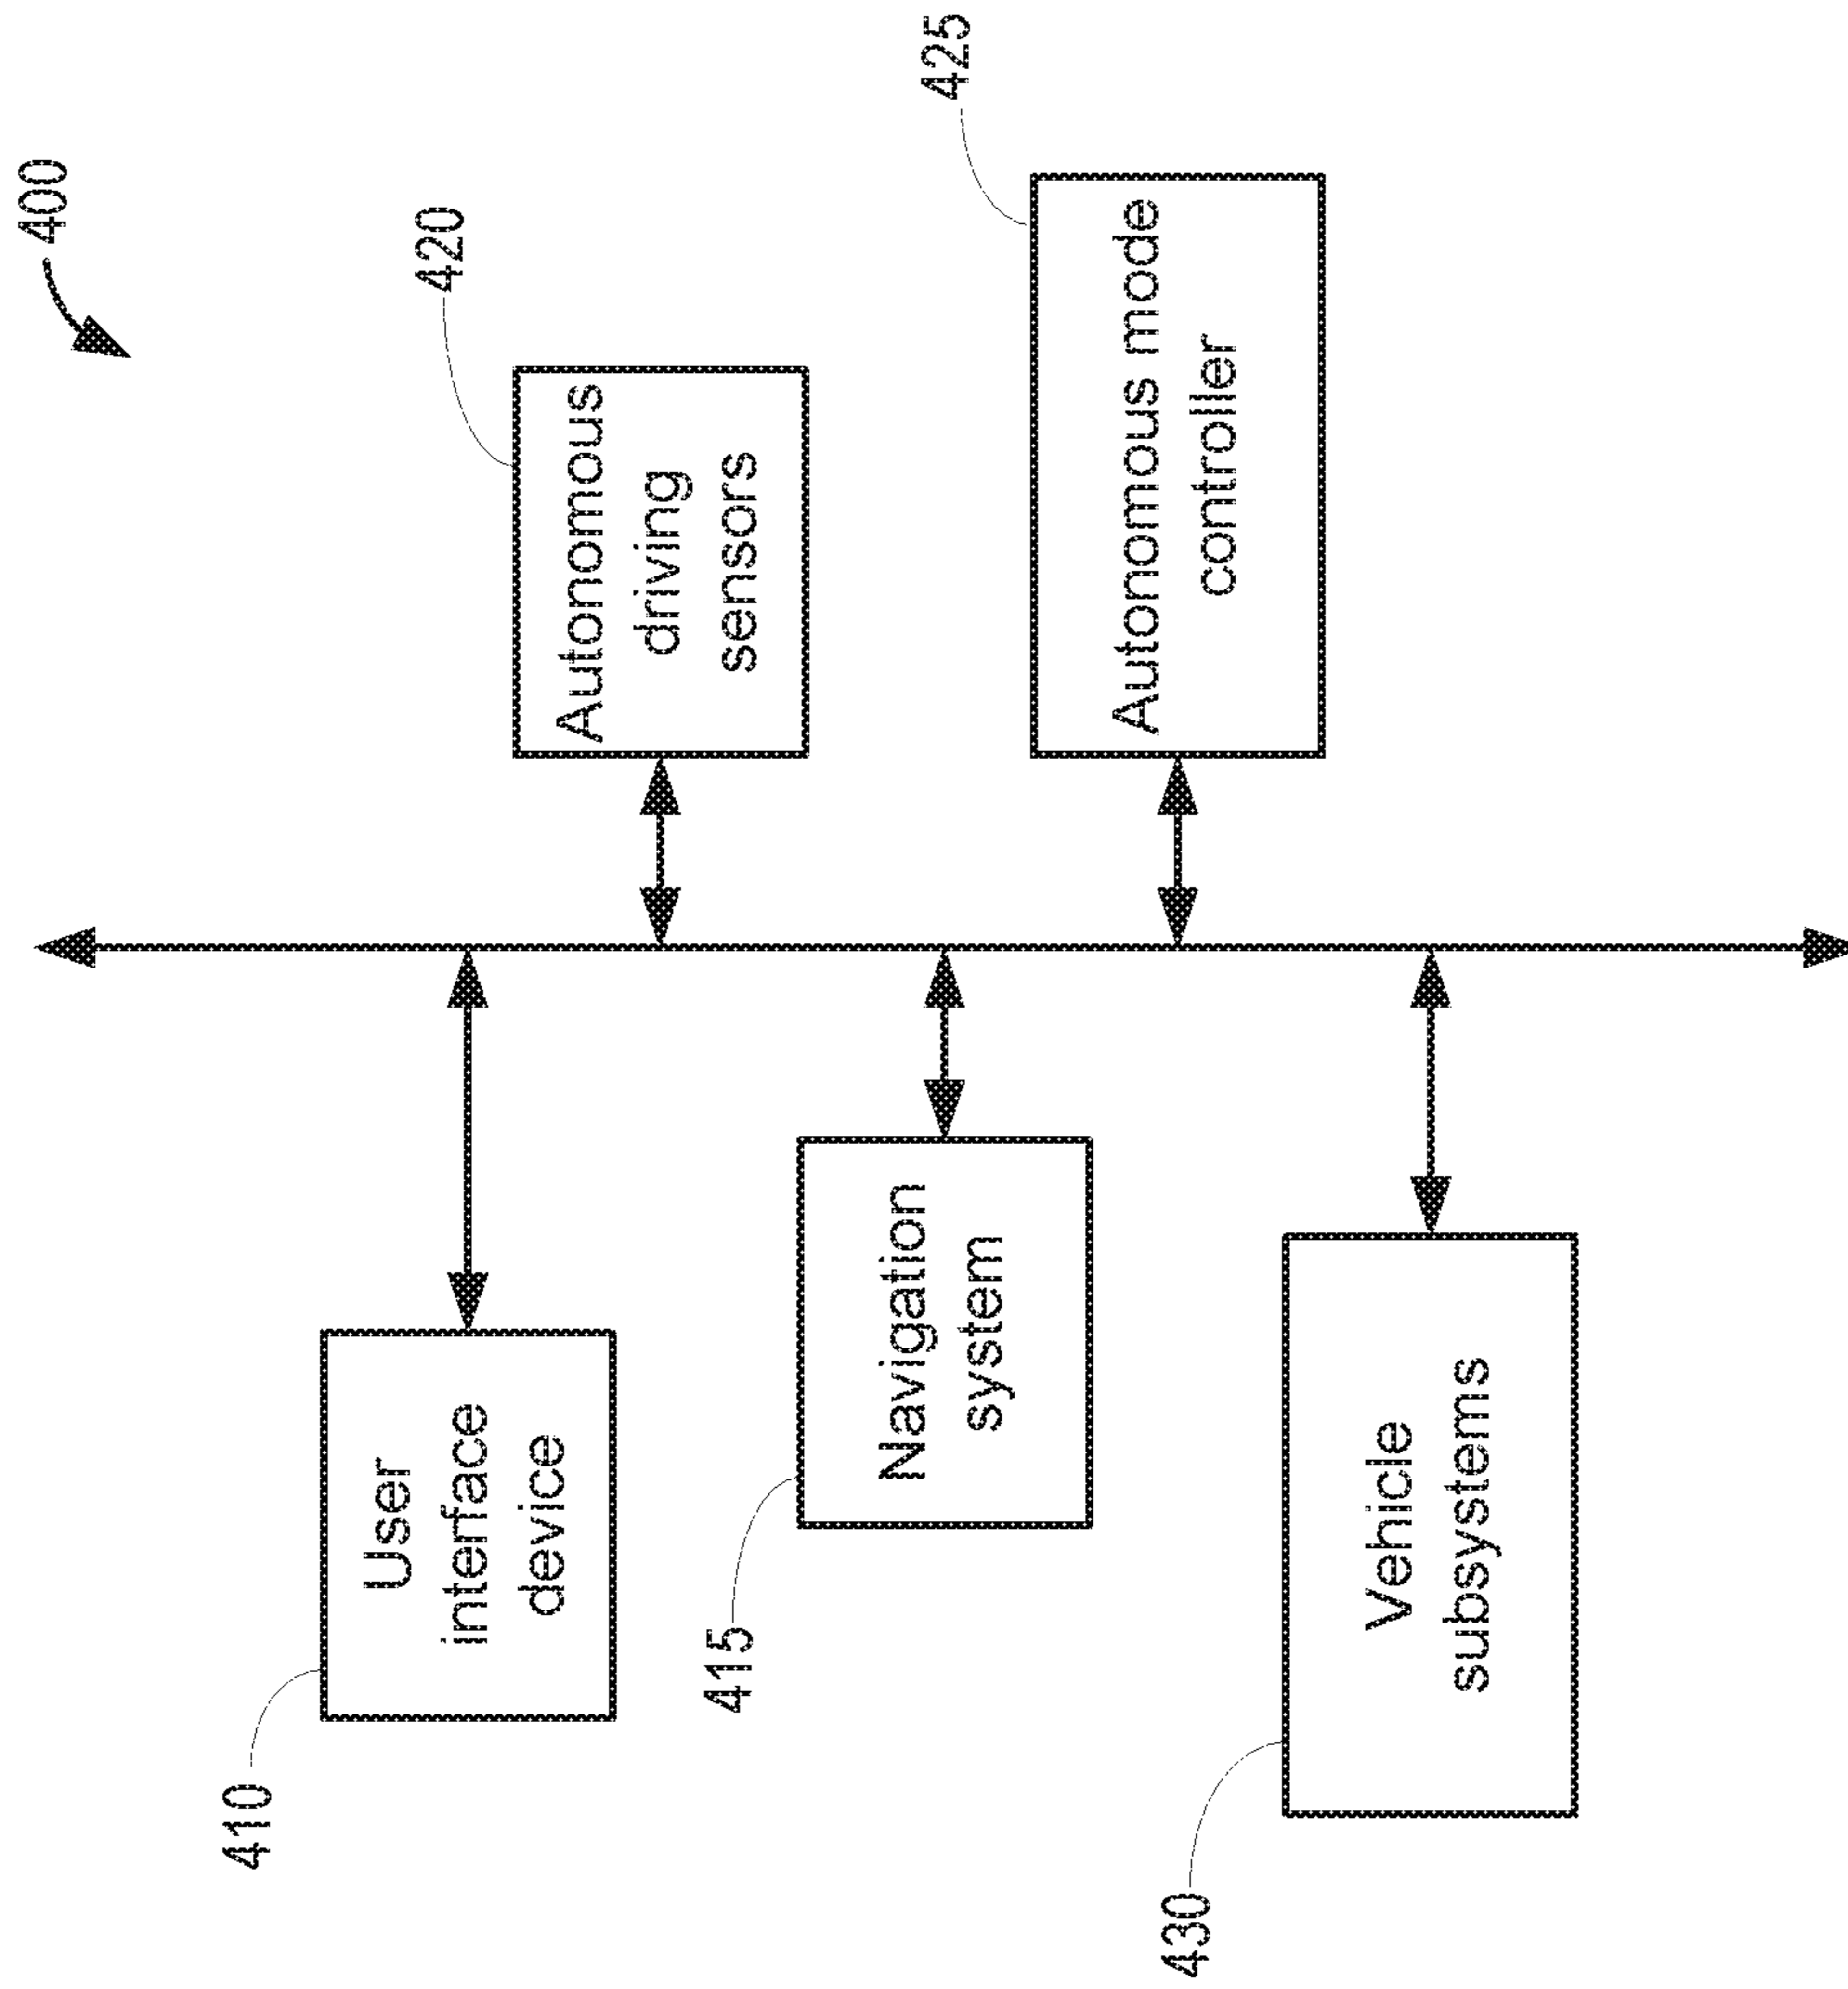 400
420
Autonomous
driving
sensors
425
Autonomous mode
controller
410
User
interface
device
415
Navigation
system
430
Vehicle
subsystems